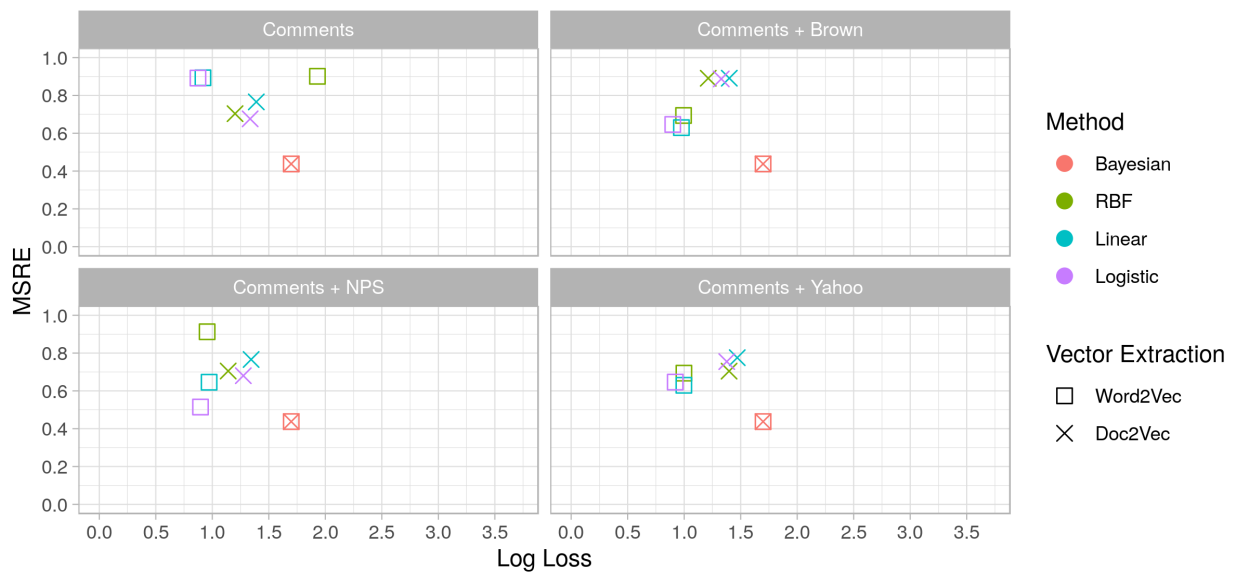 Comments
Comments + Brown
1.0
0.8
0.6
0.4
0.2
0.0
Comments + NPS
Comments + Yahoo
1.0
0.8
0.6
0.4
0.2
0.0
0.0 0.5 1.0 1.5 2.0 2.5 3.0 3.5
0.0 0.5 1.0 1.5 2.0 2.5 3.0 3.5
Log Loss
MSRE
Method
Bayesian
RBF
Linear
Logistic
Vector Extraction
Word2Vec
Doc2Vec